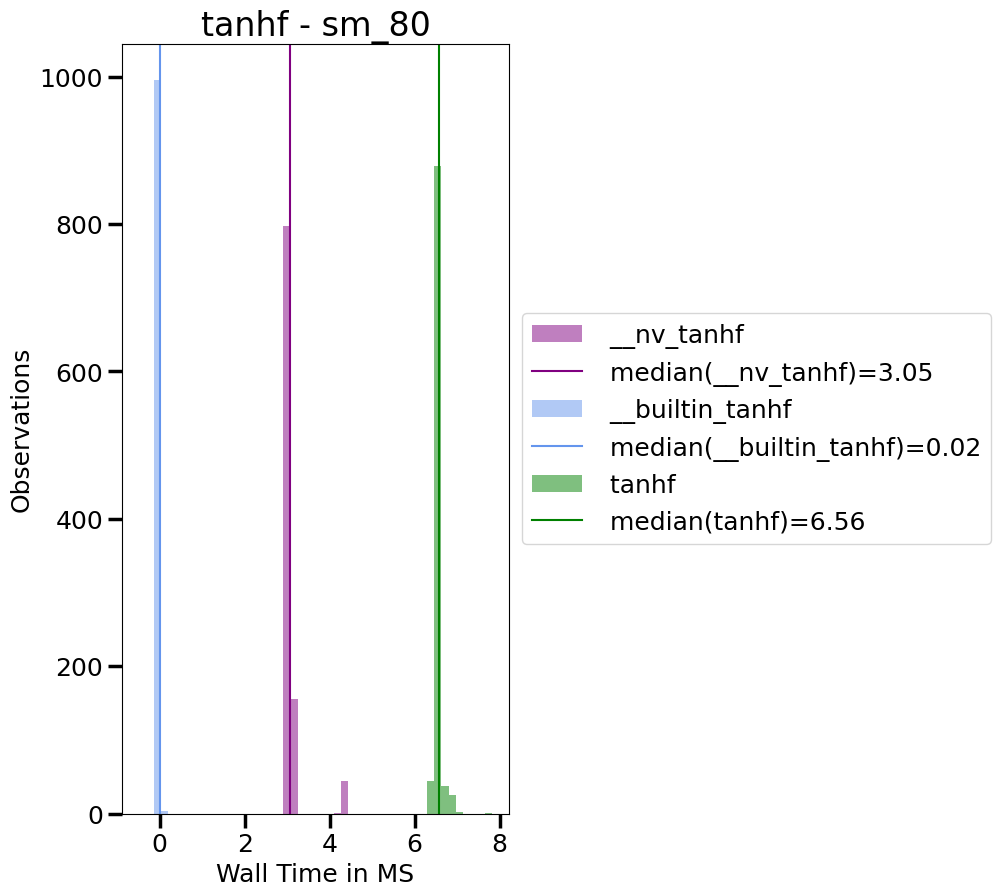 tanhf - sm_80
1000
800
600
400
200
0
Observations
0 2 4 6 8
Wall Time in MS
__nv_tanhf
median(__nv_tanhf)=3.05
__builtin_tanhf
median(__builtin_tanhf)=0.02
tanhf
median(tanhf)=6.56